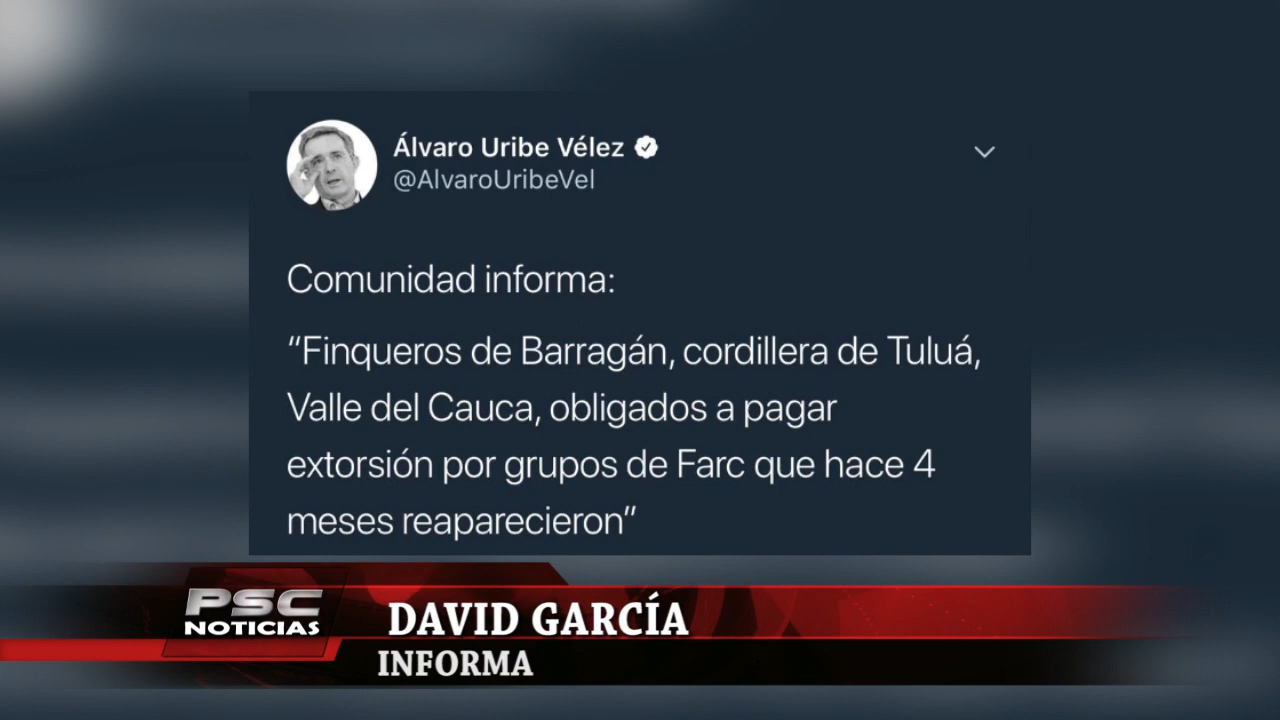 Álvaro Uribe Vélez
@AlvaroUribeVel
Comunidad informa:
“Finqueros de Barragán, cordillera de Tuluá,
Valle del Cauca, obligados a pagar
extorsión por grupos de Farc que hace 4
meses reaparecieron”
PSC
NOTICIAS
DAVID GARCÍA
INFORMA